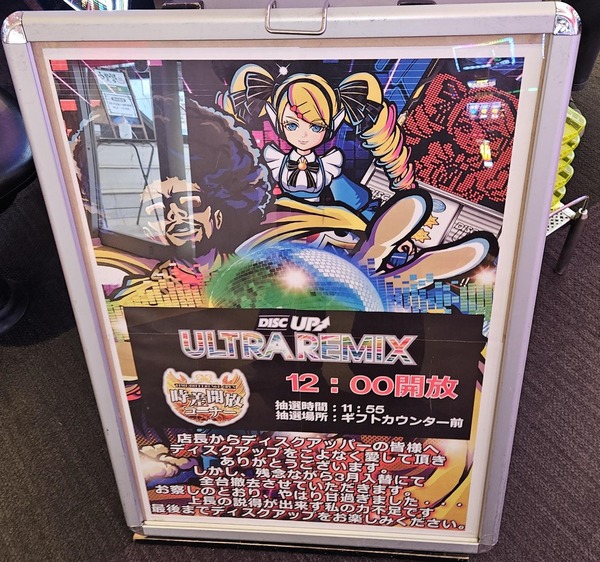 DISC UP
ULTRAREMIX
時差開放
コーナー
12:00開放
抽選時間:11:55
抽選場所:ギフトカウンター前
店長からディスクアッパーの皆様へ
ディスクアップをこよなく愛して頂き
ありがとうございます。
しかし、残念ながら3月入替にて
全台撤去させていただきます。
お察しのとおり、やはり甘過ぎました・・
上長の説得が出来ず私の力不足です
最後までディスクアップをお楽しみください。